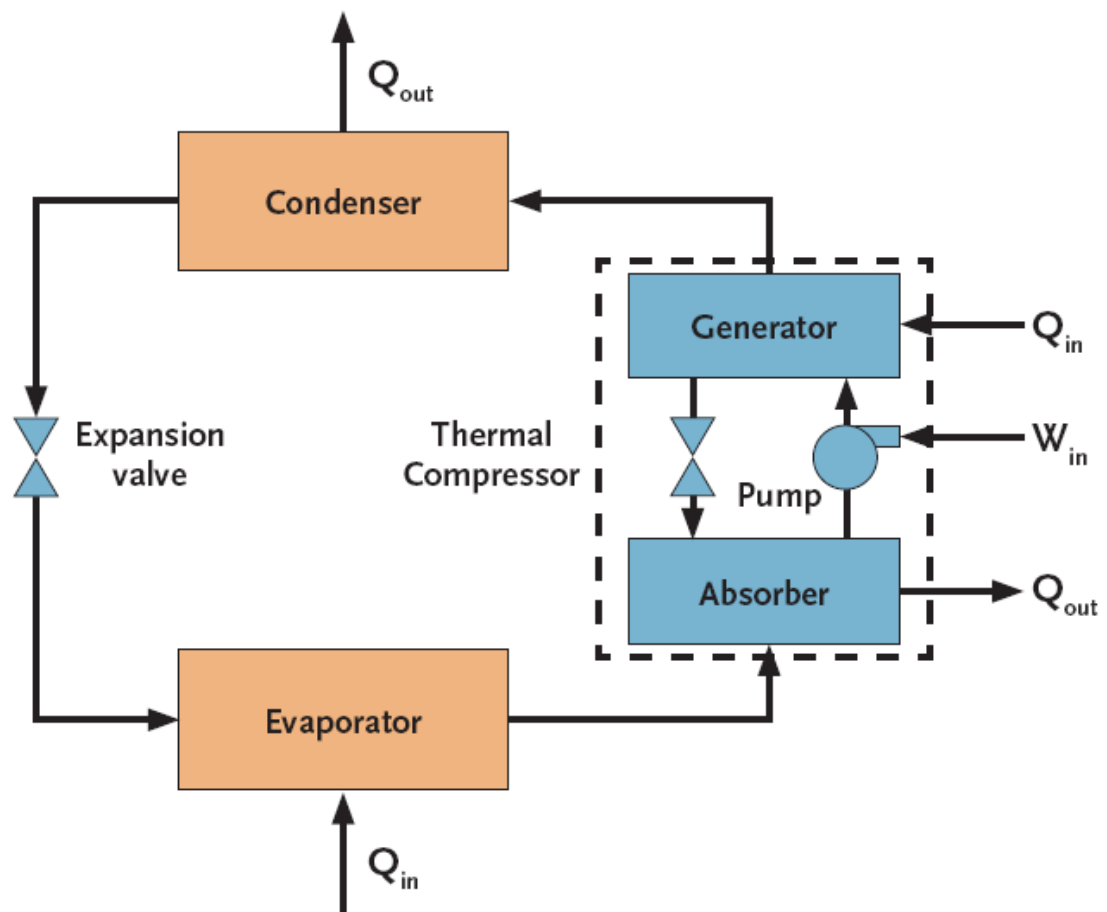 Qout
Condenser
Generator
Qin
Expansion
valve
Thermal
Compressor
Pump
Win
Absorber
Qout
Evaporator
Qin